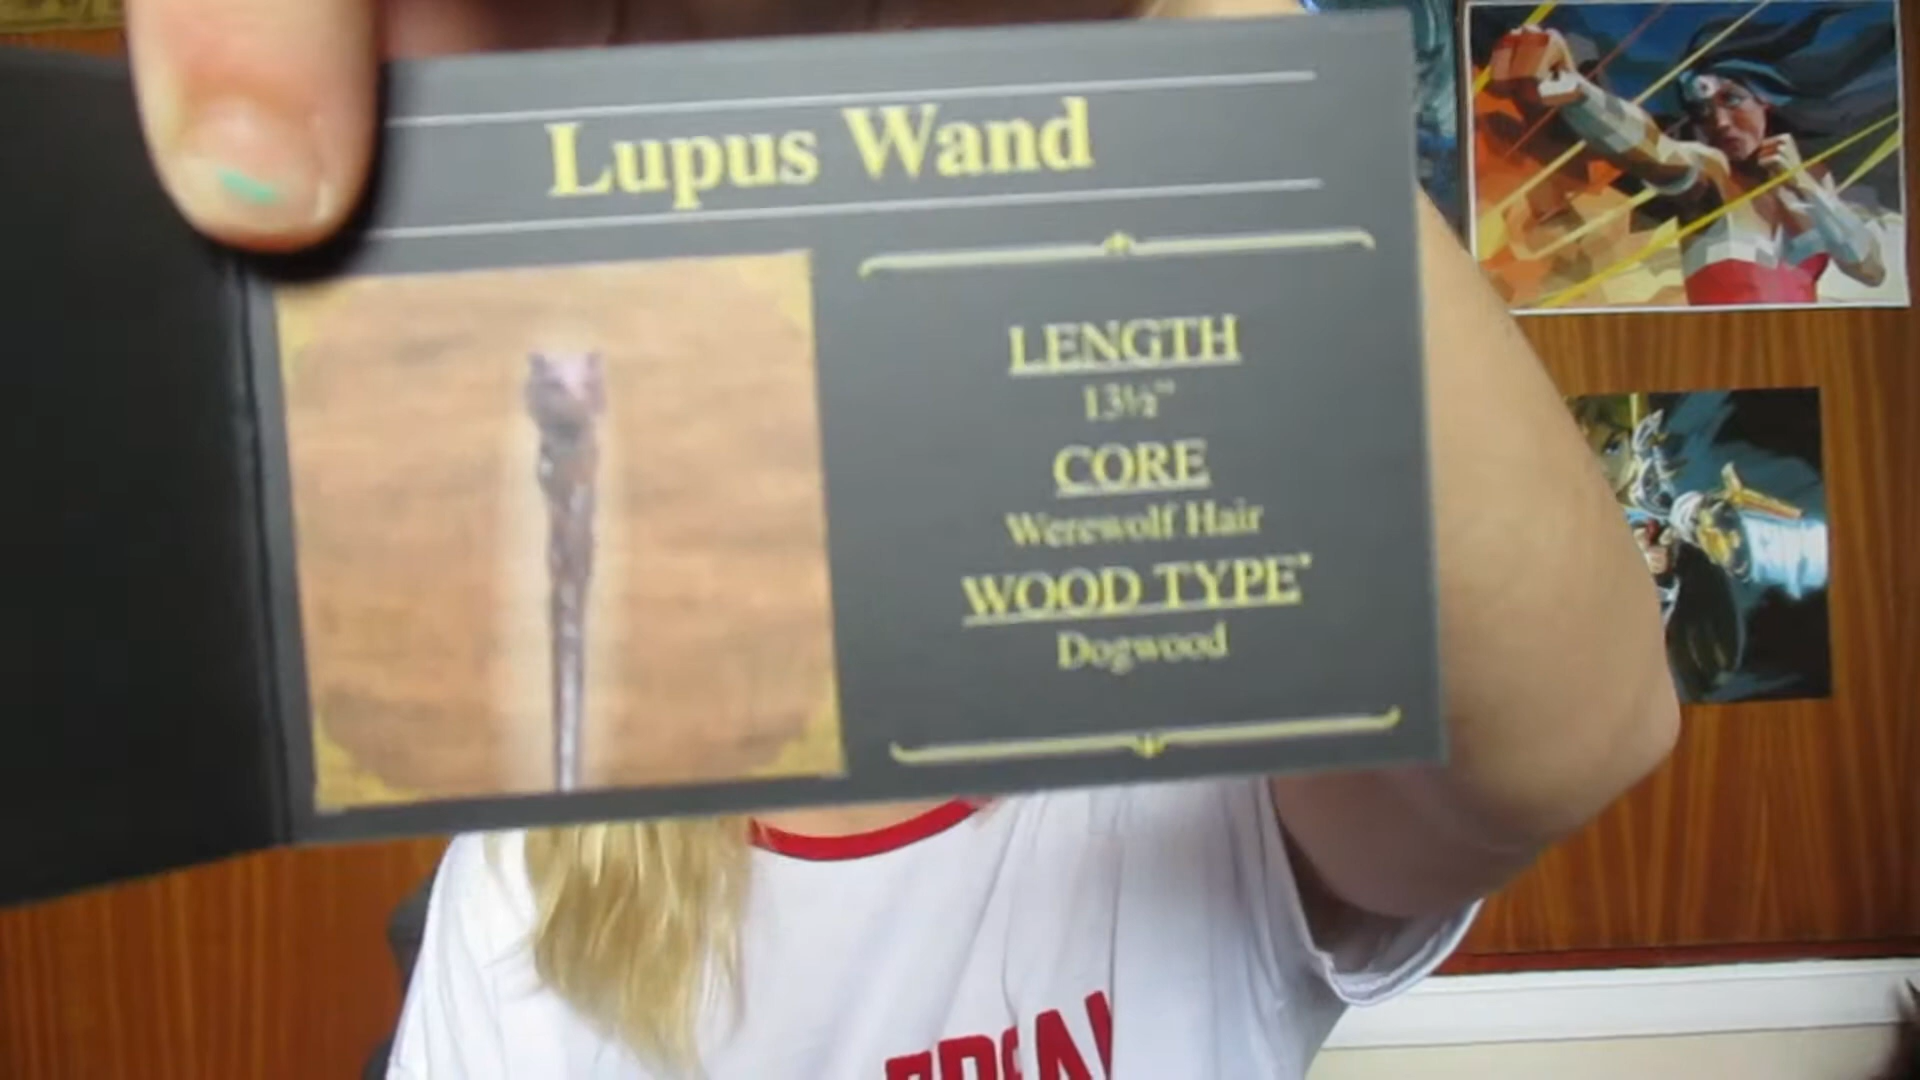 Lupus Wand
LENGTH
13½"
CORE
Werewolf Hair
WOOD TYPE*
Dogwood